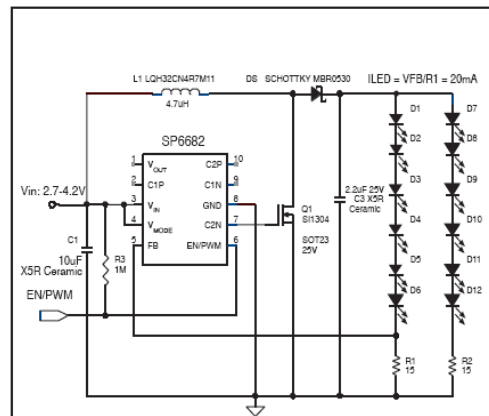 L1 LQH32CN4R7M11
4.7uH
DS SCHOTTKY MBR0530
ILED = VFB/R1 = 20mA
SP6682
1 VOUT C2P 10
2 C1P C1N 9
3 VIN GND 8
4 VMODE C2N 7
5 FB EN/PWM 6
Vin: 2.7-4.2V
C1
10uF
X5R Ceramic
R3
1M
EN/PWM
Q1
SI1304
SOT23
25V
2.2uF 25V
C3 X5R
Ceramic
D1
D2
D3
D4
D5
D6
D7
D8
D9
D10
D11
D12
R1
15
R2
15